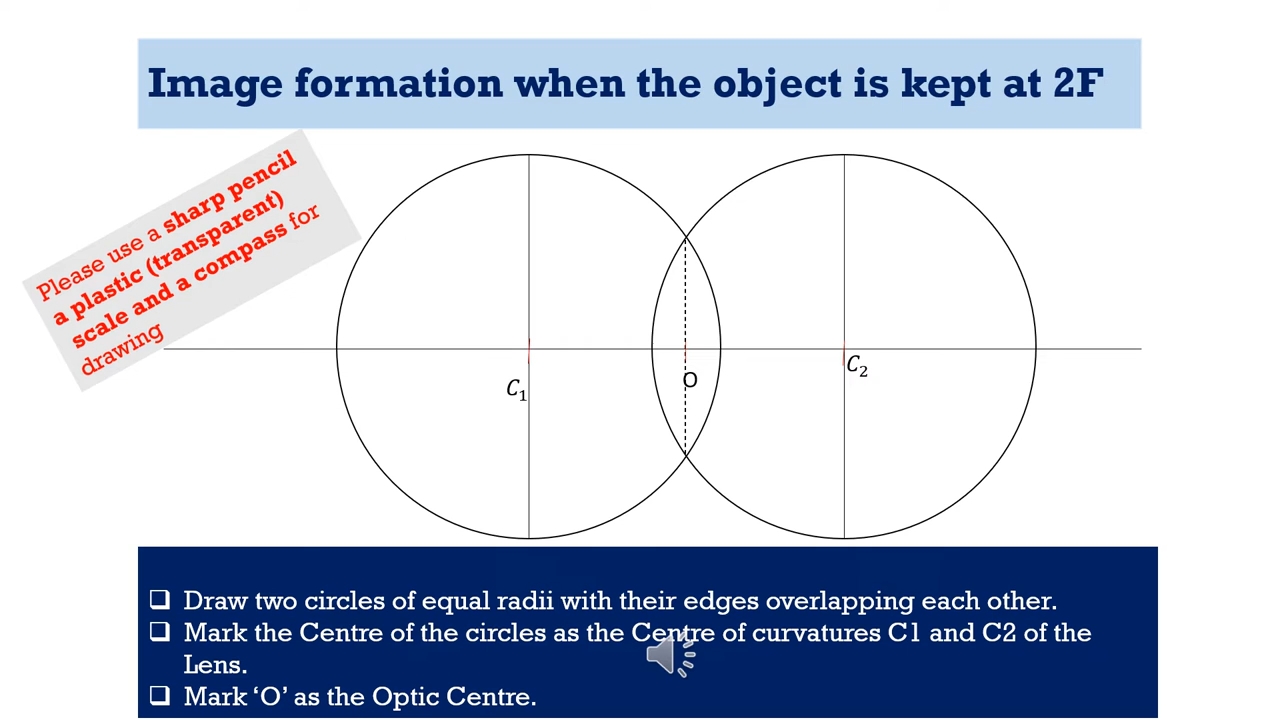 Image formation when the object is kept at 2F
Please use a sharp pencil
a plastic (transparent)
scale and a compass for
drawing
C₁
O
C₂
❑ Draw two circles of equal radii with their edges overlapping each other.
❑ Mark the Centre of the circles as the Centre of curvatures C1 and C2 of the
Lens.
❑ Mark ‘O’ as the Optic Centre.